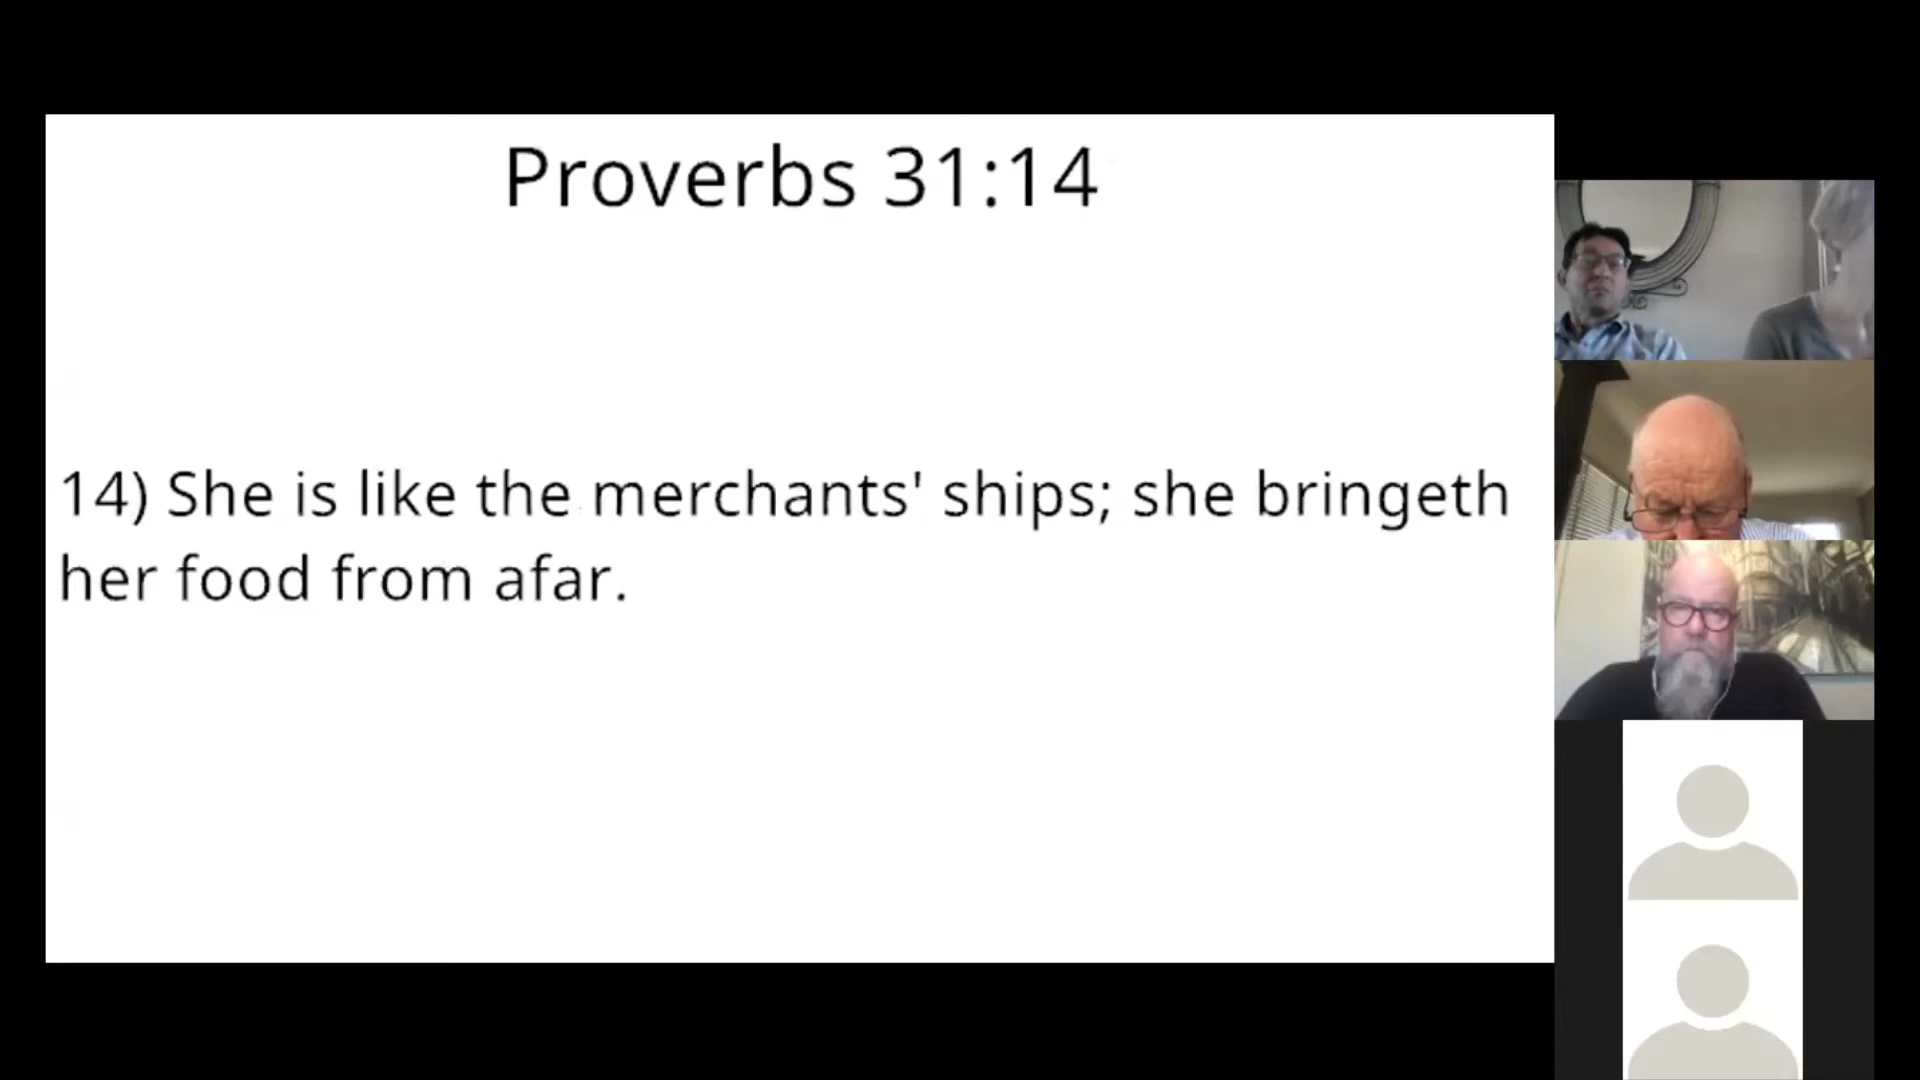 Proverbs 31:14
14) She is like the merchants' ships; she bringeth
her food from afar.